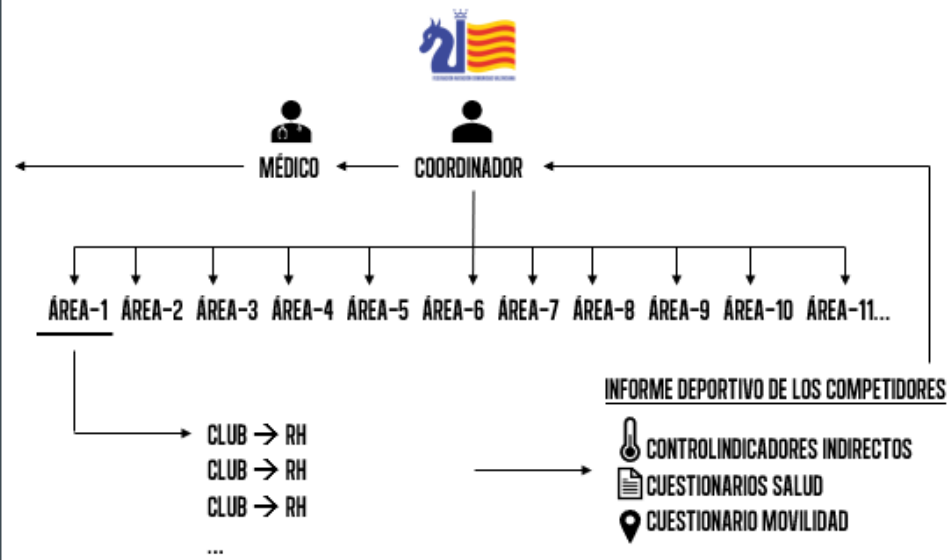 MÉDICO
COORDINADOR
ÁREA-1 ÁREA-2 ÁREA-3 ÁREA-4 ÁREA-5 ÁREA-6 ÁREA-7 ÁREA-8 ÁREA-9 ÁREA-10 ÁREA-11...
INFORME DEPORTIVO DE LOS COMPETIDORES
CLUB → RH
CLUB → RH
CLUB → RH
...
CONTROLINDICADORES INDIRECTOS
CUESTIONARIOS SALUD
CUESTIONARIO MOVILIDAD